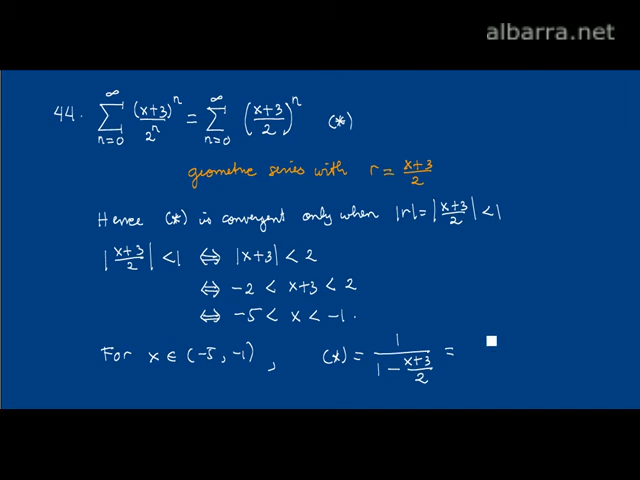 albarra.net
44. ∑_{n=0}^{∞} (x+3)^n / 2^n = ∑_{n=0}^{∞} ((x+3)/2)^n (*)
geometric series with r = (x+3)/2
Hence (*) is convergent only when |r| = |(x+3)/2| < 1
|(x+3)/2| < 1 ⇔ |x+3| < 2
⇔ -2 < x+3 < 2
⇔ -5 < x < -1.
For x ∈ (-5, -1), (*) = 1 / (1 - (x+3)/2) =